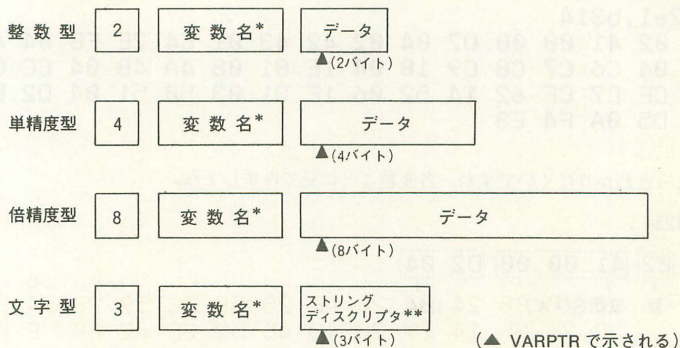 整数型 2 変数名* データ
▲(2バイト)
単精度型 4 変数名* データ
▲(4バイト)
倍精度型 8 変数名* データ
▲(8バイト)
文字型 3 変数名* ストリング
ディスクリプタ**
▲(3バイト) (▲ VARPTRで示される)